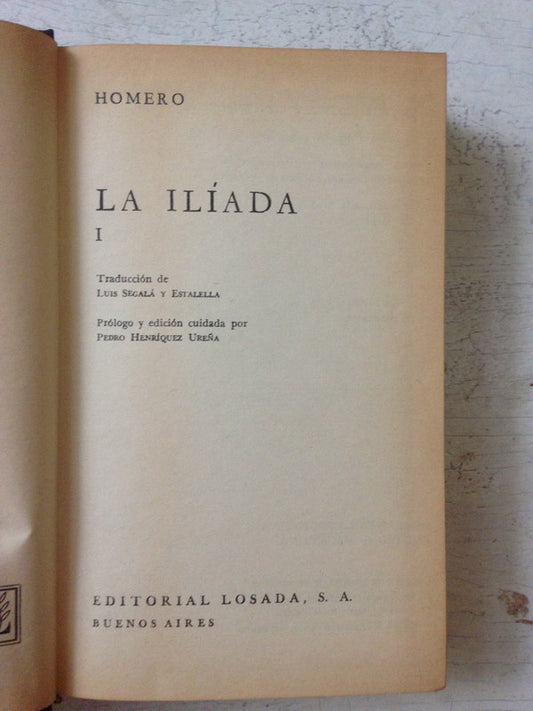 HOMERO
LA ILÍADA
I
Traducción de
LUIS SEGALÁ Y ESTALELLA
Prólogo y edición cuidada por
PEDRO HENRÍQUEZ UREÑA
EDITORIAL LOSADA, S. A.
BUENOS AIRES